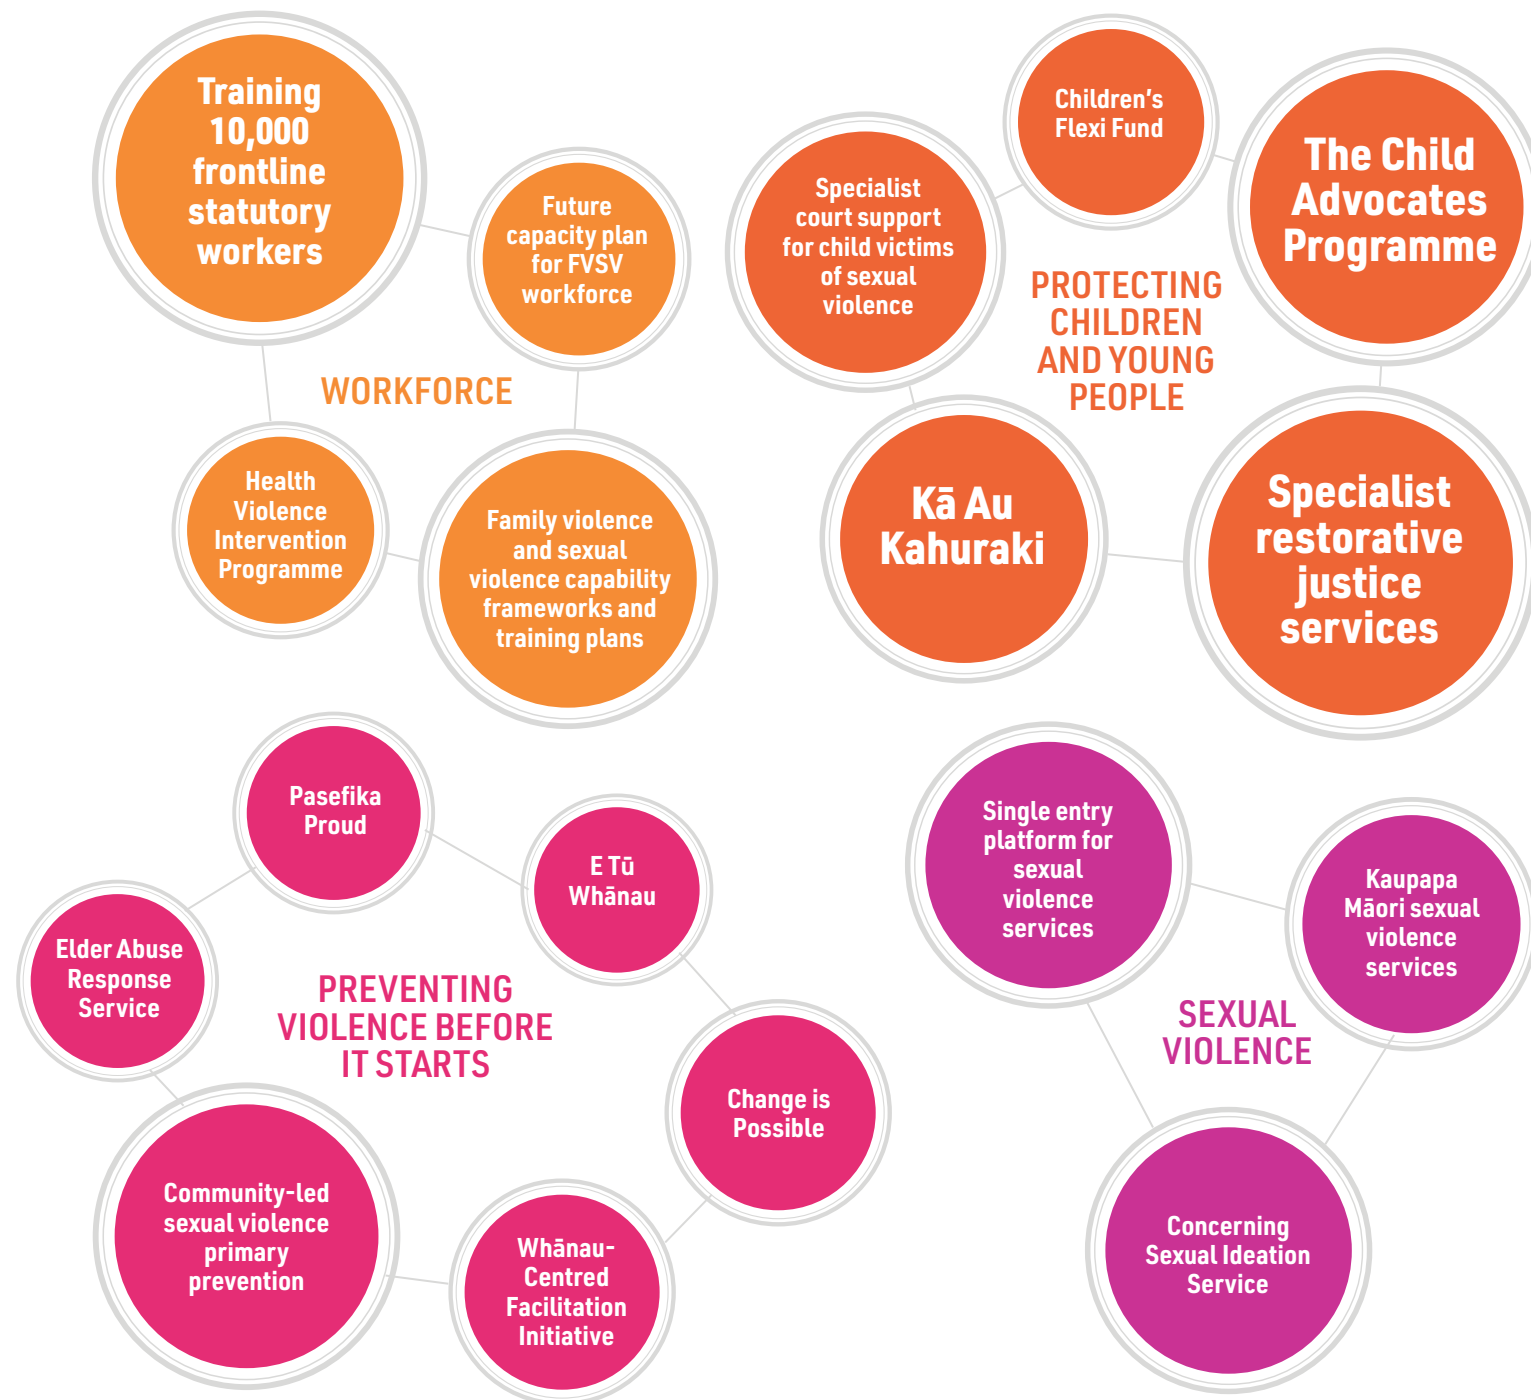 Training
10,000
frontline
statutory
workers
Future
capacity plan
for FVSV
workforce
WORKFORCE
Health
Violence
Intervention
Programme
Family violence
and sexual
violence capability
frameworks and
training plans
Children's
Flexi Fund
Specialist
court support
for child victims
of sexual
violence
The Child
Advocates
Programme
PROTECTING
CHILDREN
AND YOUNG
PEOPLE
Kā Au
Kahuraki
Specialist
restorative
justice
services
Pasefika
Proud
E Tū
Whānau
Elder Abuse
Response
Service
PREVENTING
VIOLENCE BEFORE
IT STARTS
Change is
Possible
Community-led
sexual violence
primary
prevention
Whānau-
Centred
Facilitation
Initiative
Single entry
platform for
sexual
violence
services
Kaupapa
Māori sexual
violence
services
SEXUAL
VIOLENCE
Concerning
Sexual Ideation
Service